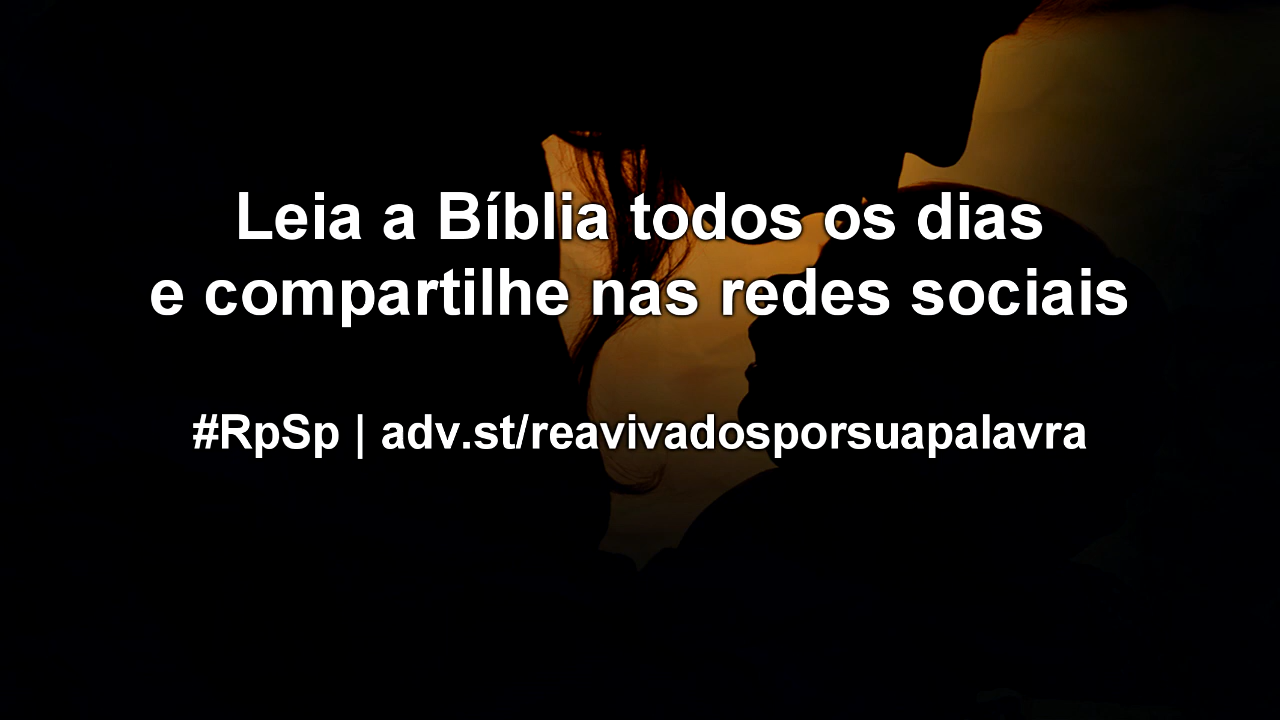 Leia a Bíblia todos os dias
e compartilhe nas redes sociais
#RpSp | adv.st/reavivadosporsuapalavra